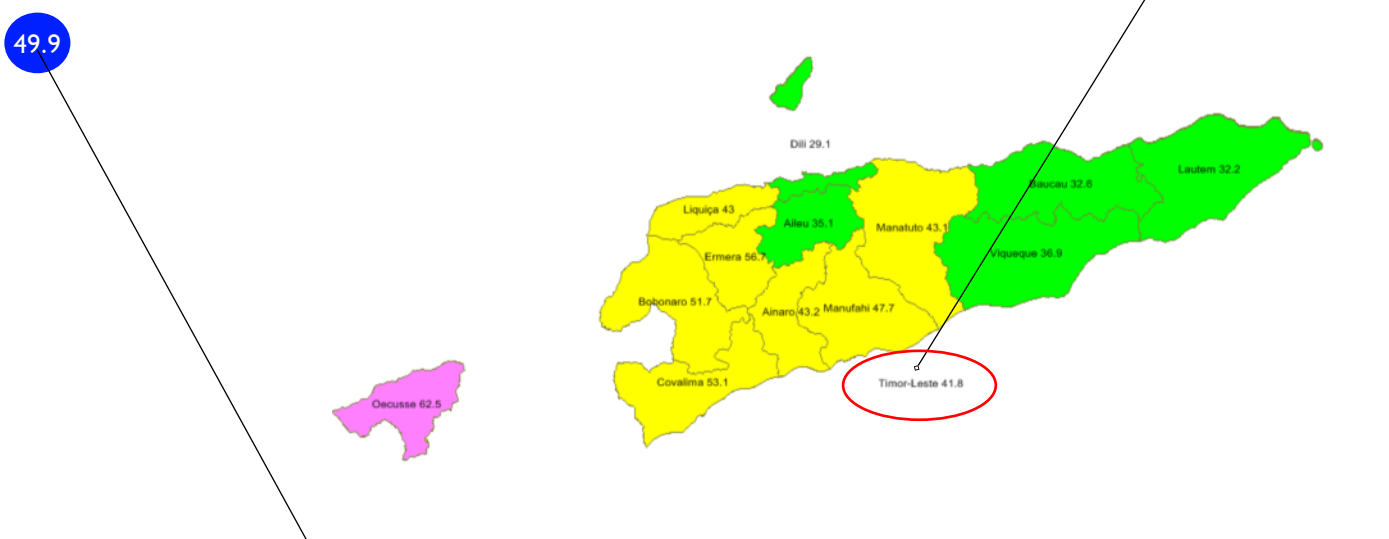 49.9
Dili 29.1
Lautem 32.2
Baucau 32.6
Liquiça 43
Aileu 35.1
Manatuto 43.1
Ermera 56.7
Viqueque 36.9
Bobonaro 51.7
Ainaro 43.2
Manufahi 47.7
Covalima 53.1
Timor-Leste 41.8
Oecusse 62.5